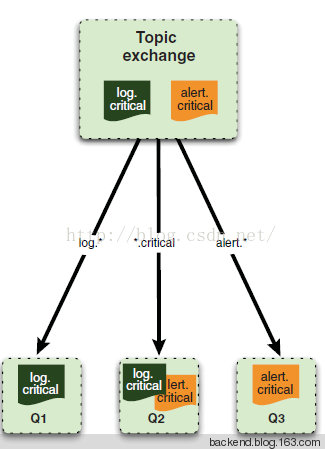 Topic
exchange
log.
critical
alert.
critical
http://blog.csdn.net/
log.*
*.critical
alert.*
log.
critical
Q1
log.
critical
lert.
critical
Q2
alert.
critical
Q3
backend.blog.163.com